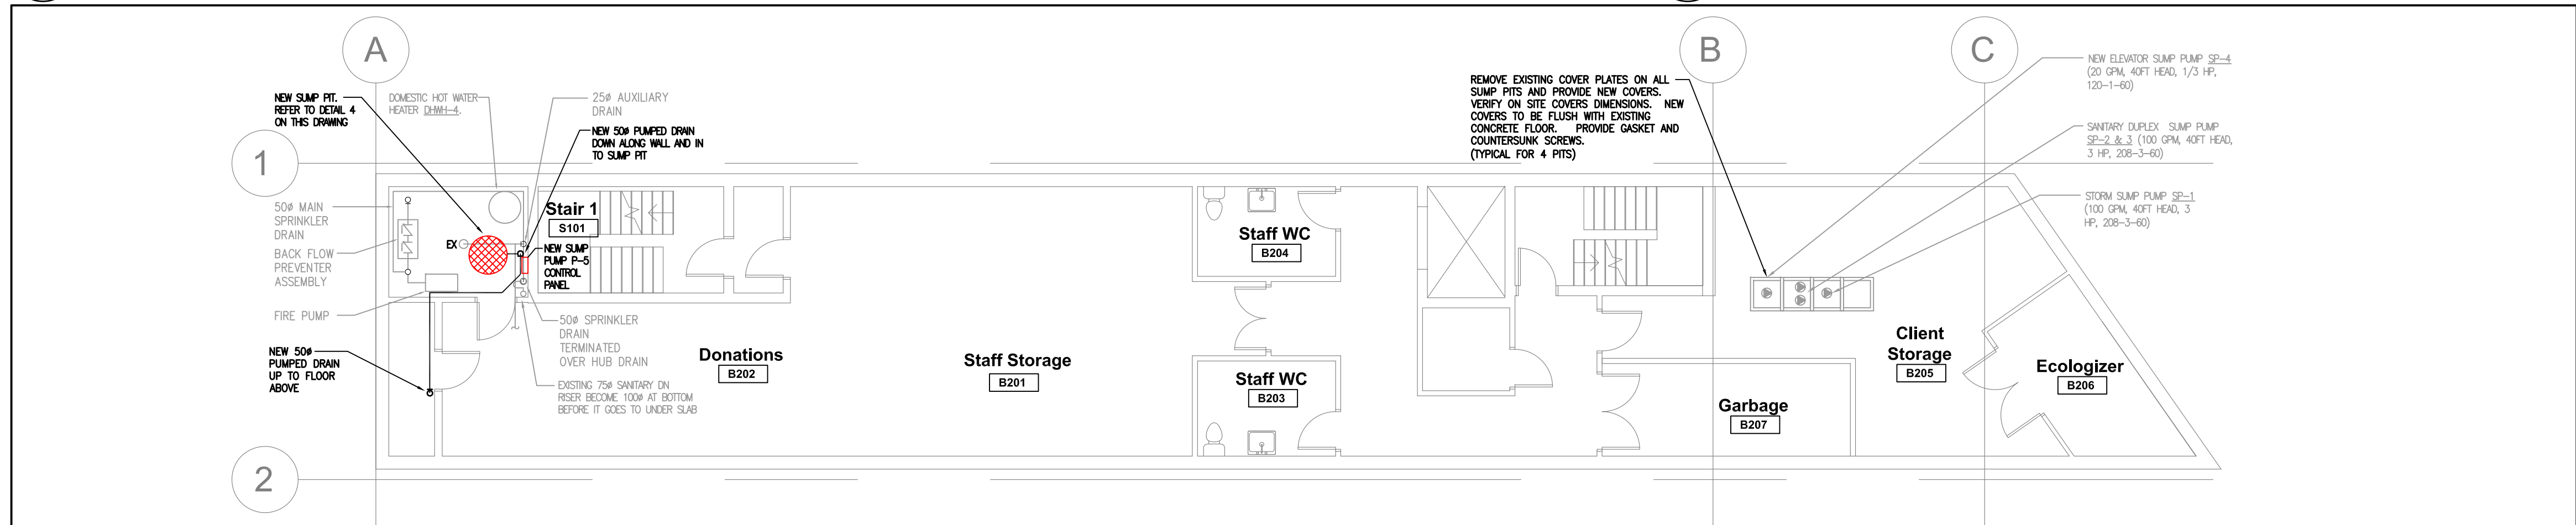 A
B
C
1
2
NEW SUMP PIT.
REFER TO DETAIL 4
ON THIS DRAWING
DOMESTIC HOT WATER
HEATER DHWH-4.
25ø AUXILIARY
DRAIN
NEW 50ø PUMPED DRAIN
DOWN ALONG WALL AND IN
TO SUMP PIT
50ø MAIN
SPRINKLER
DRAIN
BACK FLOW
PREVENTER
ASSEMBLY
FIRE PUMP
NEW 50ø
PUMPED DRAIN
UP TO FLOOR
ABOVE
EX
Stair 1
S101
NEW SUMP
PUMP P-5
CONTROL
PANEL
50ø SPRINKLER
DRAIN
TERMINATED
OVER HUB DRAIN
EXISTING 75ø SANITARY DN
RISER BECOME 100ø AT BOTTOM
BEFORE IT GOES TO UNDER SLAB
Donations
B202
Staff Storage
B201
Staff WC
B204
Staff WC
B203
REMOVE EXISTING COVER PLATES ON ALL
SUMP PITS AND PROVIDE NEW COVERS.
VERIFY ON SITE COVERS DIMENSIONS. NEW
COVERS TO BE FLUSH WITH EXISTING
CONCRETE FLOOR. PROVIDE GASKET AND
COUNTERSUNK SCREWS.
(TYPICAL FOR 4 PITS)
NEW ELEVATOR SUMP PUMP SP-4
(20 GPM, 40FT HEAD, 1/3 HP,
120-1-60)
SANITARY DUPLEX SUMP PUMP
SP-2 & 3 (100 GPM, 40FT HEAD,
3 HP, 208-3-60)
STORM SUMP PUMP SP-1
(100 GPM, 40FT HEAD, 3
HP, 208-3-60)
Client
Storage
B205
Ecologizer
B206
Garbage
B207